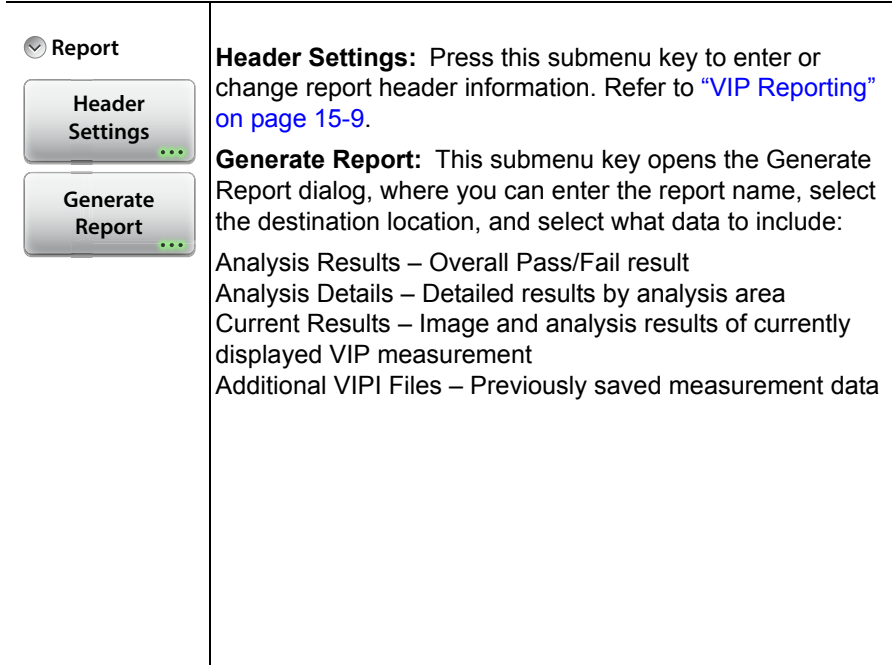 Report
Header
Settings
Generate
Report
Header Settings: Press this submenu key to enter or
change report header information. Refer to “VIP Reporting”
on page 15-9.
Generate Report: This submenu key opens the Generate
Report dialog, where you can enter the report name, select
the destination location, and select what data to include:
Analysis Results – Overall Pass/Fail result
Analysis Details – Detailed results by analysis area
Current Results – Image and analysis results of currently
displayed VIP measurement
Additional VIPI Files – Previously saved measurement data